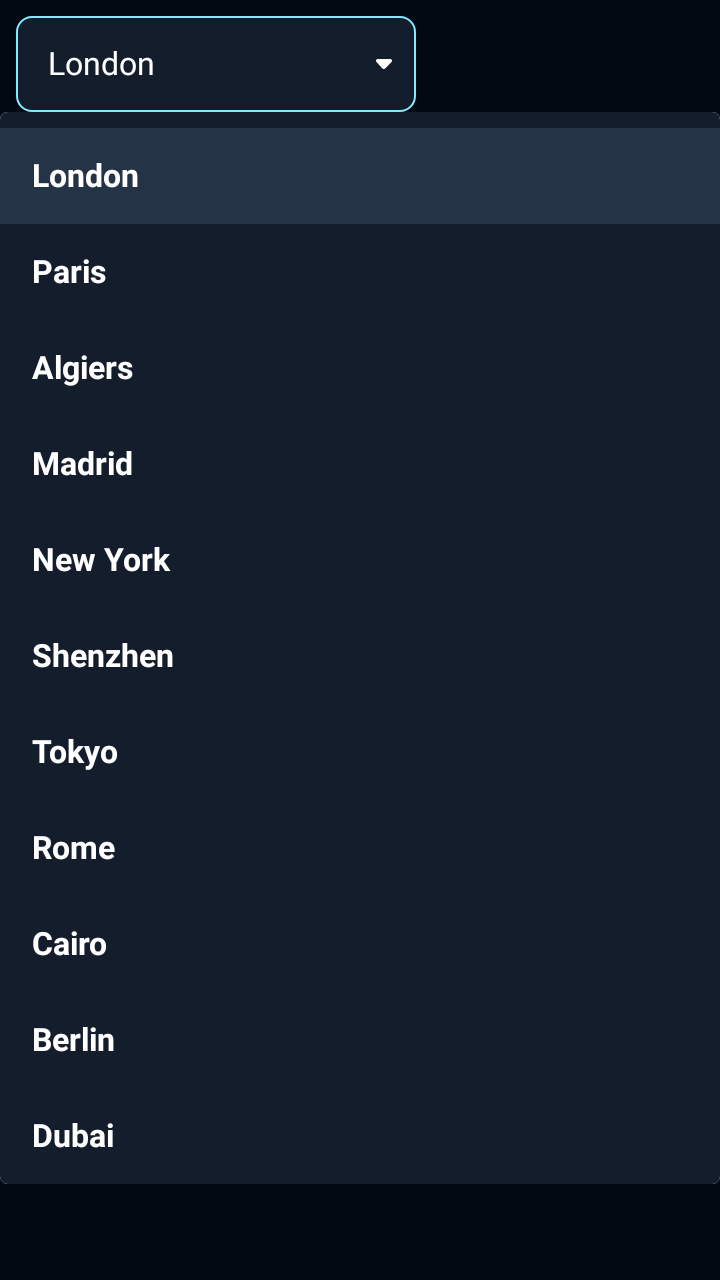 London
London
Paris
Algiers
Madrid
New York
Shenzhen
Tokyo
Rome
Cairo
Berlin
Dubai